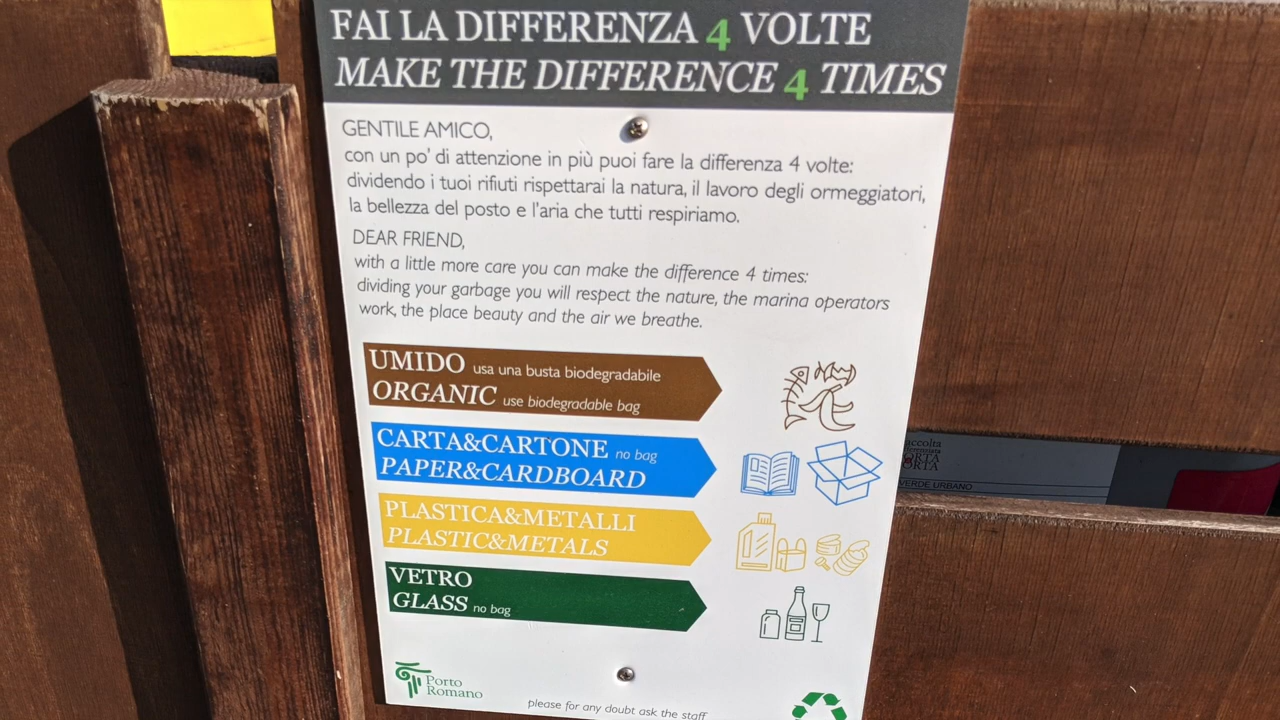 FAI LA DIFFERENZA 4 VOLTE
MAKE THE DIFFERENCE 4 TIMES
GENTILE AMICO,
con un po' di attenzione in più puoi fare la differenza 4 volte:
dividendo i tuoi rifiuti rispettarai la natura, il lavoro degli ormeggiatori,
la bellezza del posto e l'aria che tutti respiriamo.
DEAR FRIEND,
with a little more care you can make the difference 4 times:
dividing your garbage you will respect the nature, the marina operators
work, the place beauty and the air we breathe.
UMIDO usa una busta biodegradabile
ORGANIC use biodegradable bag
CARTA&CARTONE no bag
PAPER&CARDBOARD
PLASTICA&METALLI
PLASTIC&METALS
VETRO
GLASS no bag
Porto
Romano
please for any doubt ask the staff
VERDE URBANO